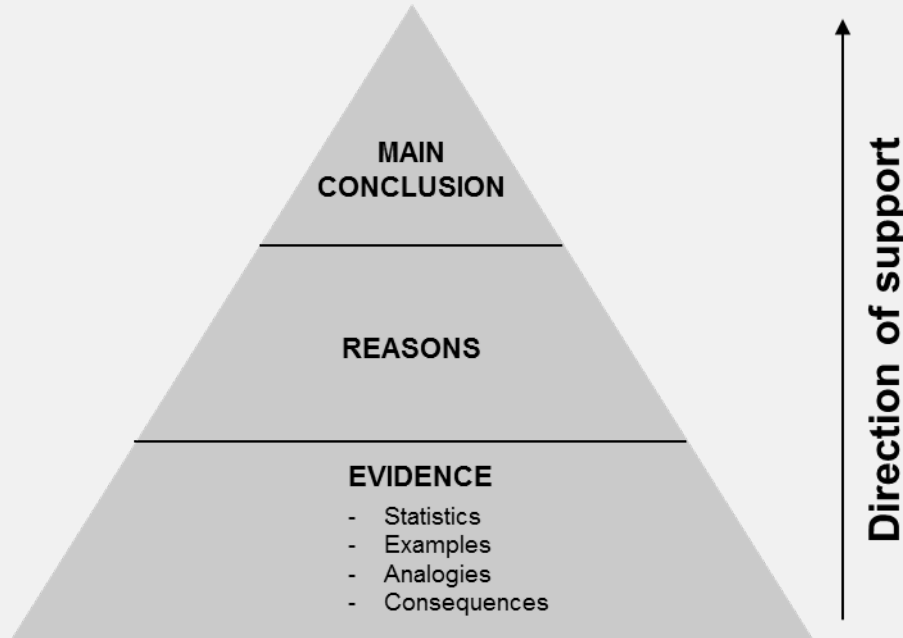 MAIN
CONCLUSION
REASONS
EVIDENCE
- Statistics
- Examples
- Analogies
- Consequences
Direction of support